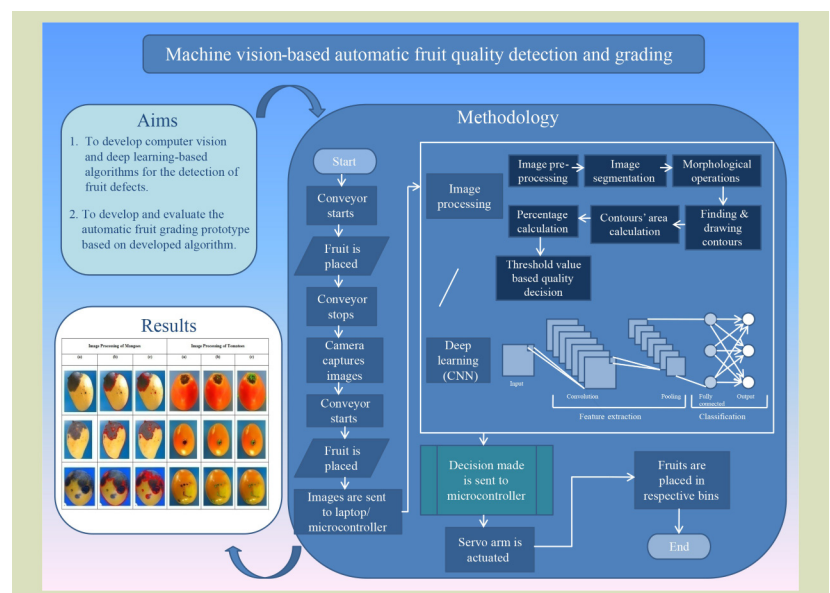 Machine vision-based automatic fruit quality detection and grading
Aims
1. To develop computer vision
and deep learning-based
algorithms for the detection of
fruit defects.
2. To develop and evaluate the
automatic fruit grading prototype
based on developed algorithm.
Results
Image Processing of Mangoes
Image Processing of Tomatoes
(a)
(b)
(c)
(a)
(b)
(c)
Methodology
Start
Conveyor
starts
Fruit is
placed
Conveyor
stops
Camera
captures
images
Conveyor
starts
Fruit is
placed
Images are sent
to laptop/
microcontroller
Image
processing
Image pre-
processing
Image
segmentation
Morphological
operations
Finding &
drawing
contours
Contours' area
calculation
Percentage
calculation
Threshold value
based quality
decision
Deep
learning
(CNN)
Input
Convolution
Pooling
Fully
connected
Output
Feature extraction
Classification
Decision made
is sent to
microcontroller
Servo arm is
actuated
Fruits are
placed in
respective bins
End